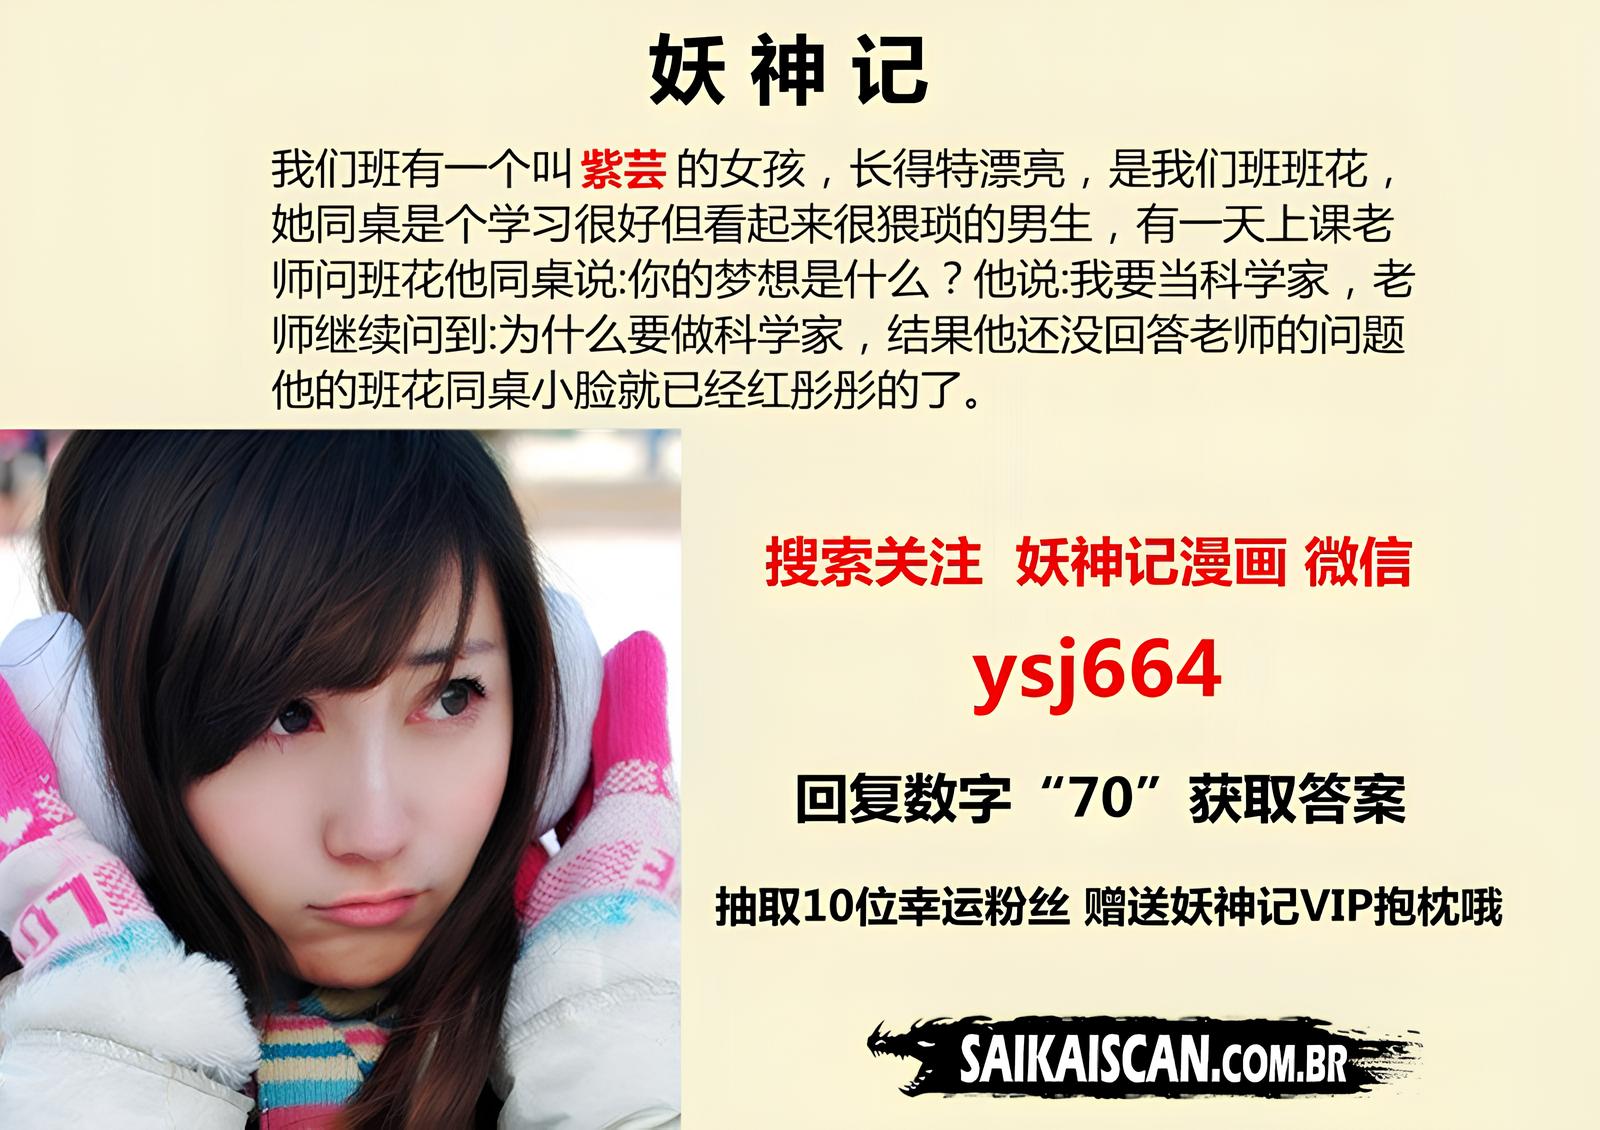 妖神记
我们班有一个叫 紫芸 的女孩，长得特漂亮，是我们班班花，
她同桌是个学习很好但看起来很猥琐的男生，有一天上课老
师问班花他同桌说:你的梦想是什么？他说:我要当科学家，老
师继续问到:为什么要做科学家，结果他还没回答老师的问题
他的班花同桌小脸就已经红彤彤的了。
搜索关注 妖神记漫画 微信
ysj664
回复数字“70”获取答案
抽取10位幸运粉丝 赠送妖神记VIP抱枕哦
SAIKAISCAN.COM.BR